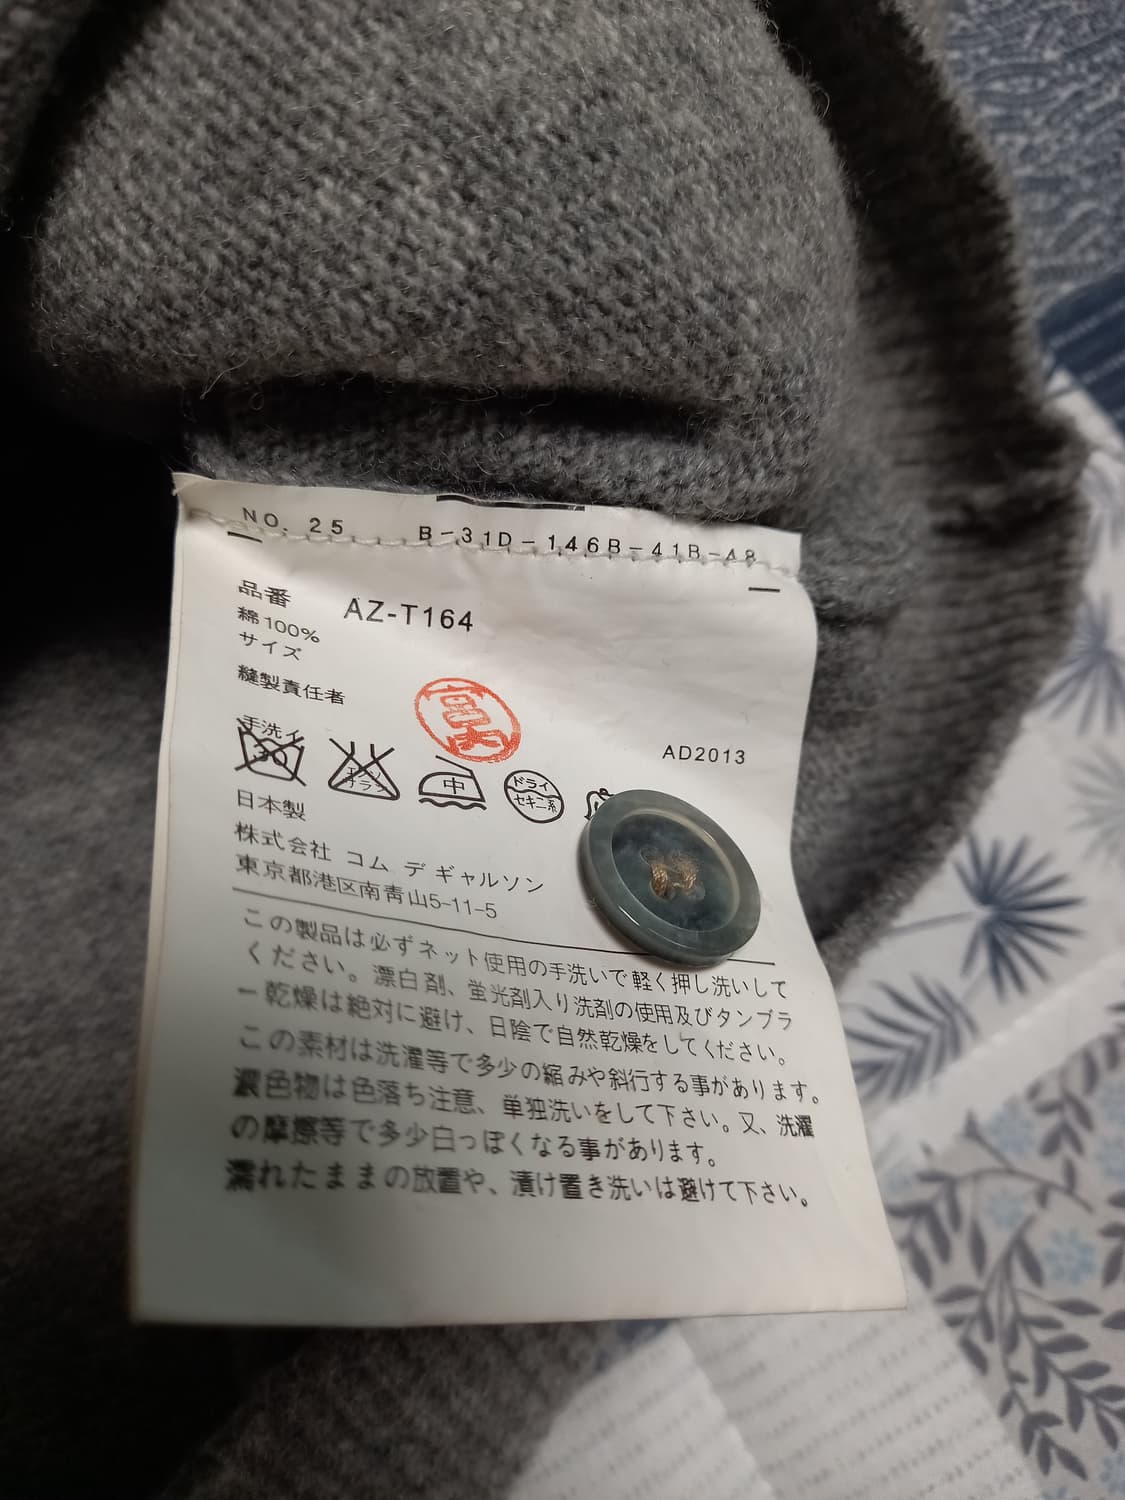 NO. 25 B-31D-146B-41B-48
品番 AZ-T164
綿100%
サイズ
縫製責任者
宮内
AD2013
手洗イ
30
エンソ
サラシ
中
ドライ
セキユ系
日本製
株式会社 コム デ ギャルソン
東京都港区南青山5-11-5
この製品は必ずネット使用の手洗いで軽く押し洗いして
ください。漂白剤、蛍光剤入り洗剤の使用及びタンブラ
ー乾燥は絶対に避け、日陰で自然乾燥をしてください。
この素材は洗濯等で多少の縮みや斜行する事があります。
濃色物は色落ち注意、単独洗いをして下さい。又、洗濯
の摩擦等で多少白っぽくなる事があります。
濡れたままの放置や、漬け置き洗いは避けて下さい。